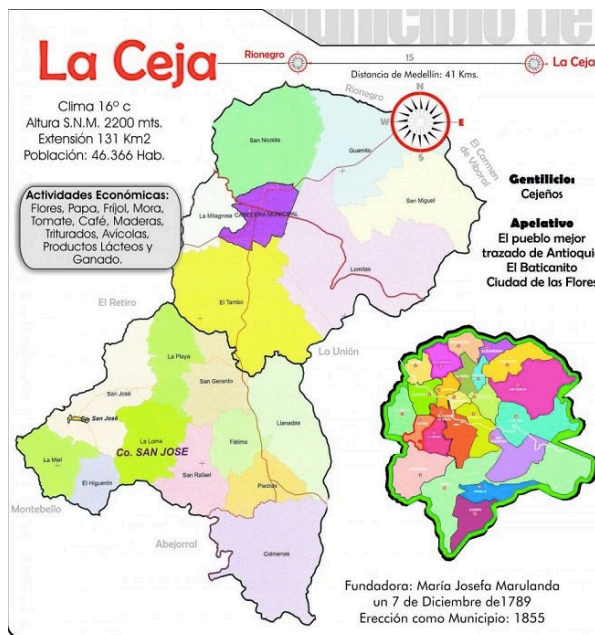 Municipio de
La Ceja
Rionegro
15
La Ceja
Distancia de Medellín: 41 Kms.
Clima 16º c
Altura S.N.M. 2200 mts.
Extensión 131 Km2
Población: 46.366 Hab.
Actividades Económicas:
Flores, Papa, Fríjol, Mora,
Tomate, Café, Maderas,
Triturados, Avícolas,
Productos Lácteos y
Ganado.
Gentilicio:
Cejeños
Apelativo
El pueblo mejor
trazado de Antioquia
El Baticanito
Ciudad de las Flores
N
W
E
S
Rionegro
El Carmen
de Viboral
San Nicolás
Guamito
San Miguel
La Milagrosa
CABECERA MUNICIPAL
Lomitas
El Tambo
El Retiro
La Unión
La Playa
San José
San Gerardo
Co. San José
Llanadas
La Loma
Fátima
Co. SAN JOSE
La Miel
San Rafael
El Higuerón
Piedras
Montebello
Abejorral
Colmenas
Fundadora: María Josefa Marulanda
un 7 de Diciembre de1789
Erección como Municipio: 1855